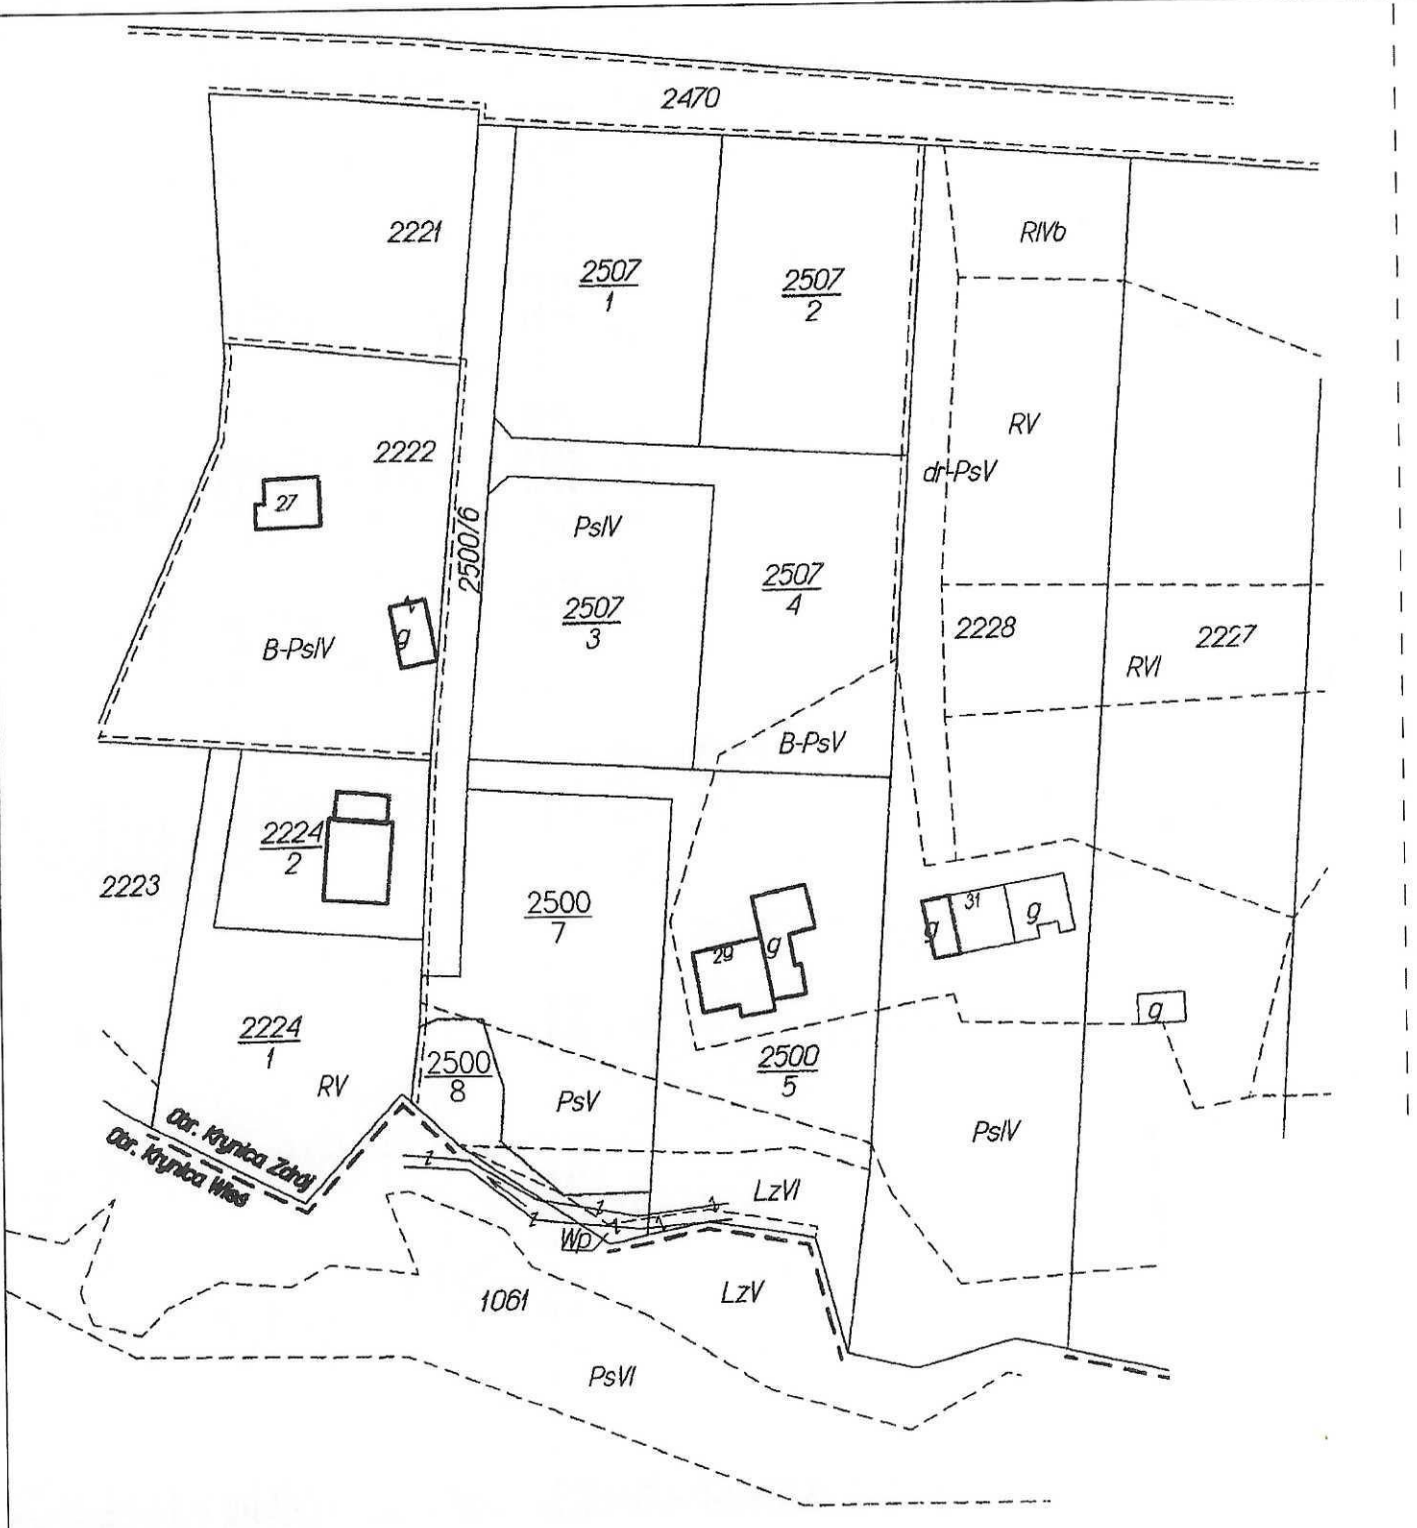 2470
2221
RIVb
2507
1
2507
2
RV
2222
dr-PsV
27
2500/6
PsIV
2507
4
2507
3
2228
2227
g
B-PsIV
RVI
B-PsV
2224
2
2223
2500
7
31
g
g
29
g
g
2224
1
2500
8
2500
5
RV
PsV
PsIV
Obr. Krynica Zdrój
Obr. Krynica Wieś
LzVI
Wp
1061
LzV
PsVI